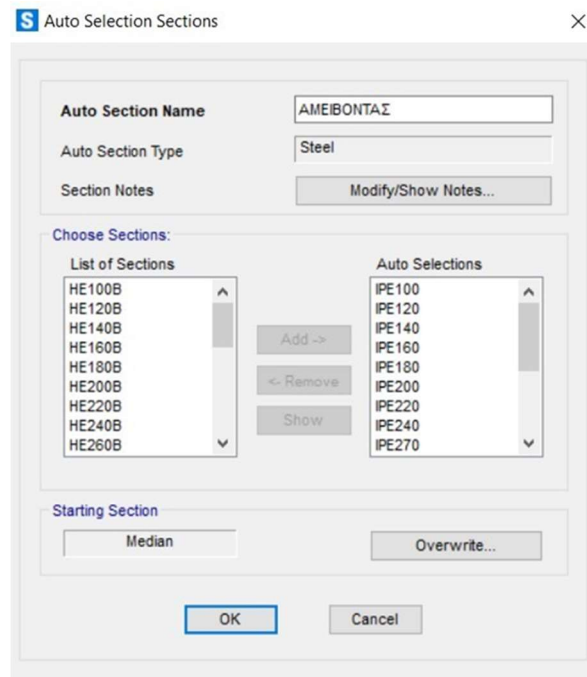 S Auto Selection Sections
Auto Section Name ΑΜΕΙΒΟΝΤΑΣ
Auto Section Type Steel
Section Notes Modify/Show Notes...
Choose Sections:
List of Sections
HE100B
HE120B
HE140B
HE160B
HE180B
HE200B
HE220B
HE240B
HE260B
Add ->
<- Remove
Show
Auto Selections
IPE100
IPE120
IPE140
IPE160
IPE180
IPE200
IPE220
IPE240
IPE270
Starting Section
Median Overwrite...
OK Cancel